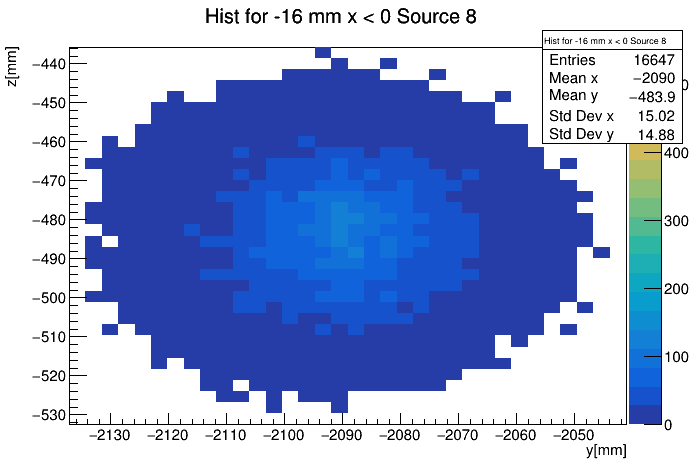 Hist for -16 mm x < 0 Source 8
z[mm]
Hist for -16 mm x < 0 Source 8
Entries 16647
Mean x −2090
Mean y −483.9
Std Dev x 15.02
Std Dev y 14.88
−440
−450
−460
−470
−480
−490
−500
−510
−520
−530
0
400
300
200
100
0
−2130 −2120 −2110 −2100 −2090 −2080 −2070 −2060 −2050
y[mm]